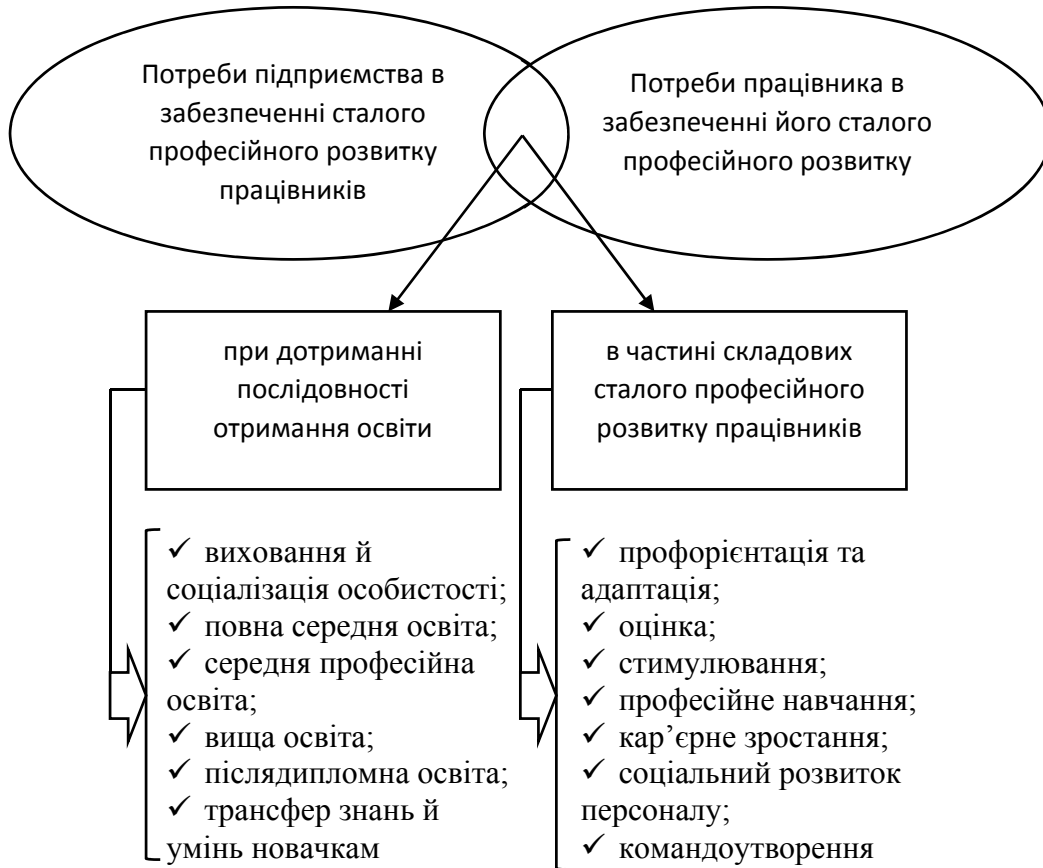 Потреби підприємства в
забезпеченні сталого
професійного розвитку
працівників
Потреби працівника в
забезпеченні його сталого
професійного розвитку
при дотриманні
послідовності
отримання освіти
в частині складових
сталого професійного
розвитку працівників
✓ виховання й
соціалізація особистості;
✓ повна середня освіта;
✓ середня професійна
освіта;
✓ вища освіта;
✓ післядипломна освіта;
✓ трансфер знань й
умінь новачкам
✓ профорієнтація та
адаптація;
✓ оцінка;
✓ стимулювання;
✓ професійне навчання;
✓ кар’єрне зростання;
✓ соціальний розвиток
персоналу;
✓ командоутворення